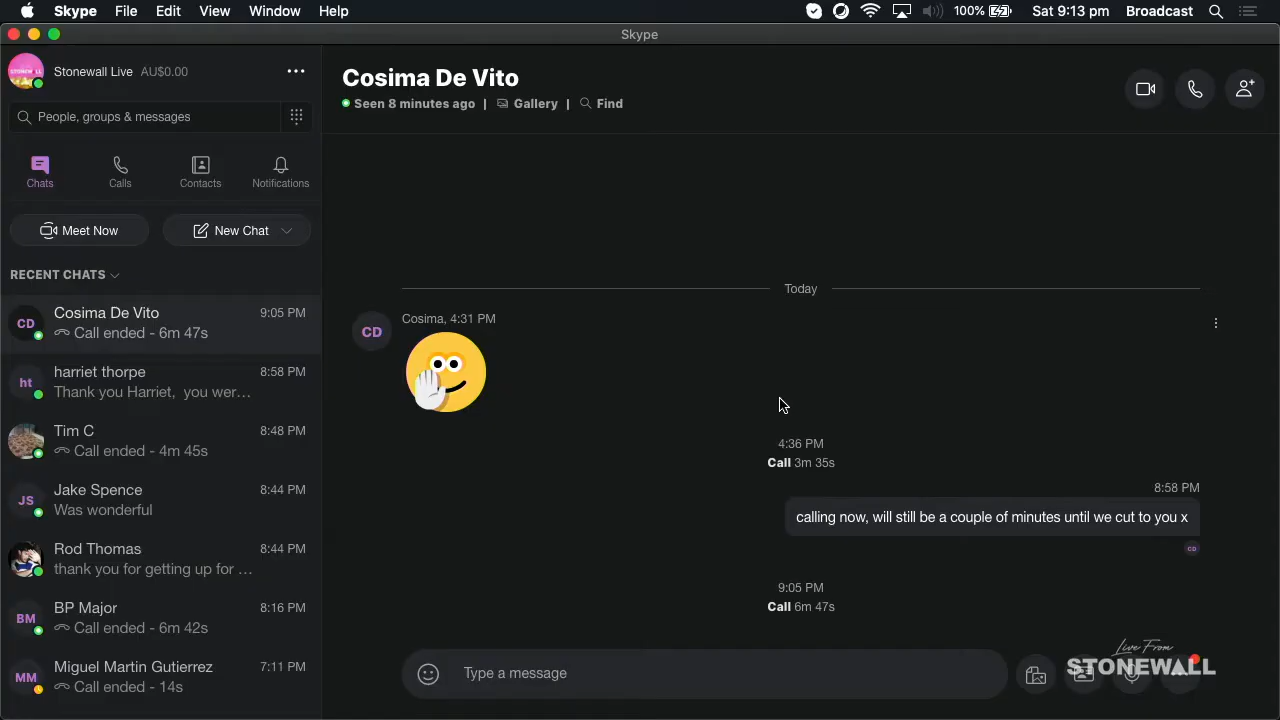 Skype File Edit View Window Help 100% Sat 9:13 pm Broadcast
Skype
STONEWALL
Stonewall Live AU$0.00
People, groups & messages
Chats Calls Contacts Notifications
Meet Now New Chat
RECENT CHATS
CD Cosima De Vito 9:05 PM
Call ended - 6m 47s
ht harriet thorpe 8:58 PM
Thank you Harriet, you wer…
Tim C 8:48 PM
Call ended - 4m 45s
JS Jake Spence 8:44 PM
Was wonderful
Rod Thomas 8:44 PM
thank you for getting up for …
BM BP Major 8:16 PM
Call ended - 6m 42s
MM Miguel Martin Gutierrez 7:11 PM
Call ended - 14s
Cosima De Vito
Seen 8 minutes ago | Gallery | Find
Today
Cosima, 4:31 PM
CD
4:36 PM
Call 3m 35s
8:58 PM
calling now, will still be a couple of minutes until we cut to you x
CD
9:05 PM
Call 6m 47s
Type a message
Live From
STONEWALL